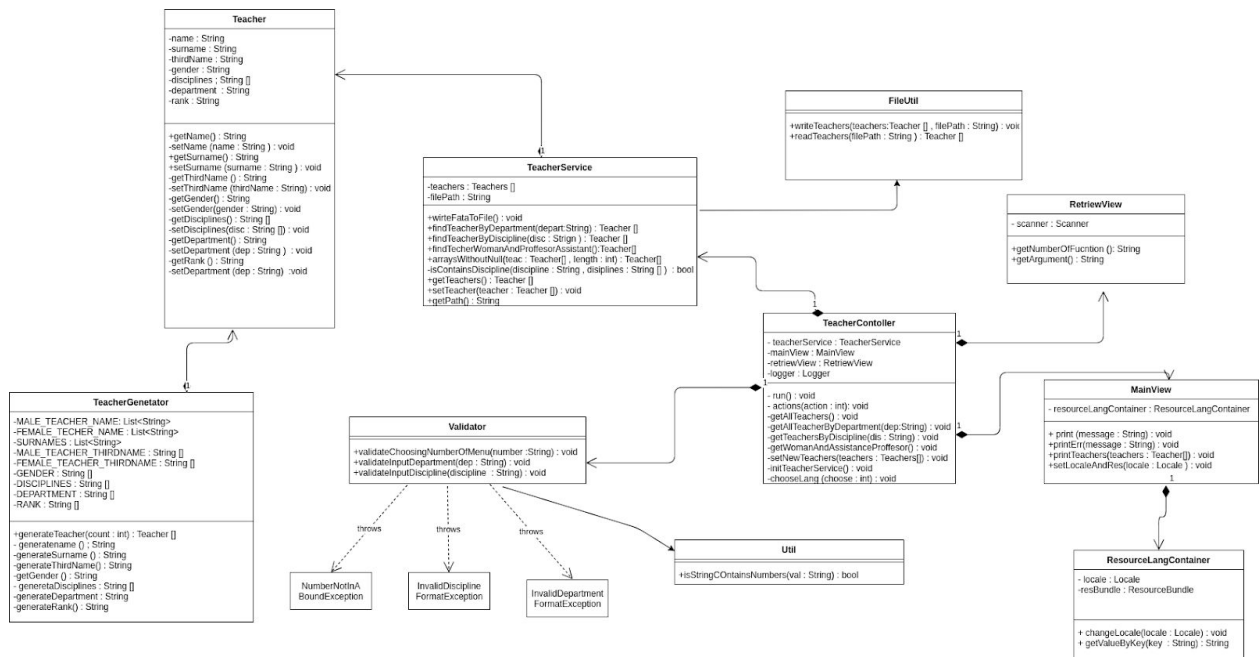 Teacher
-name : String
-surname : String
-thirdName : String
-gender : String
-disciplines ; String []
-department : String
-rank : String
+getName() : String
-setName (name : String ) : void
+getSurname() : String
+setSurname (surname : String ) : void
-getThirdName () : String
-setThirdName (thirdName : String) : void
-getGender() : String
-setGender(gender : String) : void
-getDisciplines() : String []
-setDisciplines(disc : String []) : void
-getDepartment() : String
-setDepartment (dep : String ) : void
-getRank () : String
-setDepartment (dep : String) :void
1
TeacherService
-teachers : Teachers []
-filePath : String
+wirteFataToFile() : void
+findTeacherByDepartment(depart:String) : Teacher []
+findTeacherByDiscipline(disc : Strign ) : Teacher []
+findTecherWomanAndProffesorAssistant():Teacher[]
+arraysWithoutNull(teac : Teacher[] , length : int) : Teacher[]
-isContainsDiscipline(discipline : String , disiplines : String [] ) : bool
+getTeachers() : Teacher []
+setTeacher(teacher : Teacher []) : void
+getPath() : String
FileUtil
+writeTeachers(teachers:Teacher [] , filePath : String) : void
+readTeachers(filePath : String ) : Teacher []
RetriewView
- scanner : Scanner
+getNumberOfFucntion (): String
+getArgument() : String
1
TeacherContoller
- teacherService : TeacherService
-mainView : MainView
-retriewView : RetriewView
-logger : Logger
- run() : void
- actions(action : int): void
-getAllTeachers() : void
-getAllTeacherByDepartment(dep:String) : void
-getTeachersByDiscipline(dis : String) : void
-getWomanAndAssistanceProffesor() : void
-setNewTeachers(teachers : Teachers[]) : void
-initTeacherService() : void
-chooseLang (choose : int) : void
1
1
1
MainView
- resourceLangContainer : ResourceLangContainer
+ print (message : String) : void
+printErr(message : String) : void
+printTeachers(teachers : Teacher[]) : void
+setLocaleAndRes(locale : Locale ) : void
1
ResourceLangContainer
- locale : Locale
-resBundle : ResourceBundle
+ changeLocale(locale : Locale) : void
+ getValueByKey(key : String) : String
1
TeacherGenetator
-MALE_TEACHER_NAME: List<String>
-FEMALE_TECHER_NAME : List<String>
-SURNAMES : List<String>
-MALE_TEACHER_THIRDNAME : String []
-FEMALE_TEACHER_THIRDNAME : String []
-GENDER : String []
-DISCIPLINES : String []
-DEPARTMENT : String []
-RANK : String []
+generateTeacher(count : int) : Teacher []
- generatename () ; String
-generateSurname () : String
-generateThirdName() : String
-getGender () : String
- generetaDisciplines : String []
-generateDepartment : String
-generateRank() : String
Validator
+validateChoosingNumberOfMenu(number :String) : void
+validateInputDepartment(dep : String) : void
+validateInputDiscipline(discipline : String) : void
throws
throws
throws
NumberNotInA
BoundException
InvalidDiscipline
FormatException
InvalidDepartment
FormatException
Util
+isStringCOntainsNumbers(val : String) : bool